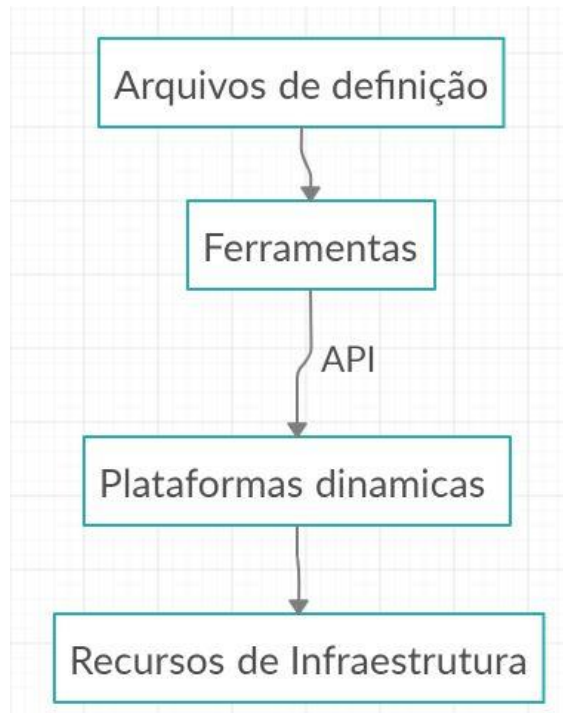 Arquivos de definição
Ferramentas
API
Plataformas dinamicas
Recursos de Infraestrutura